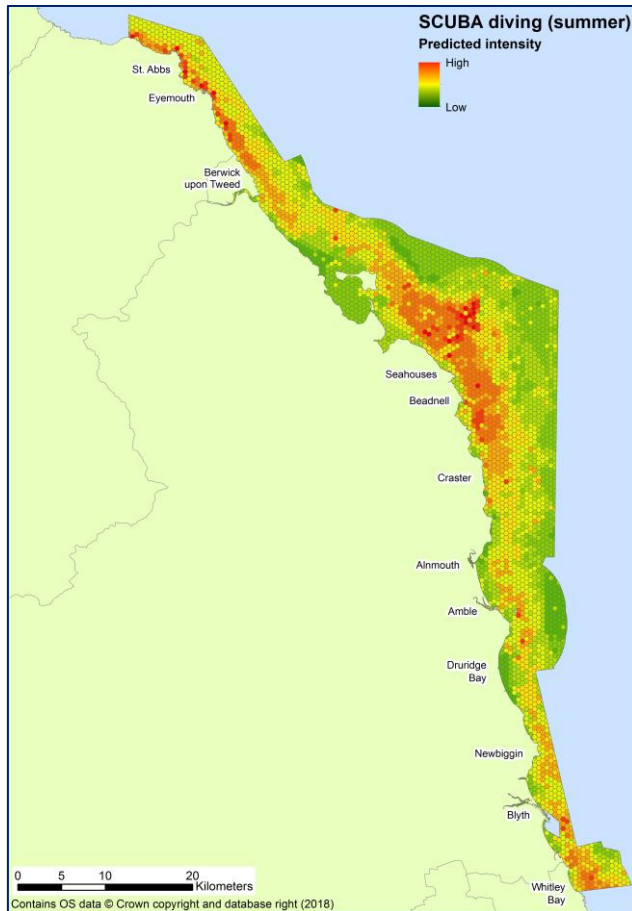 SCUBA diving (summer)
Predicted intensity
High
Low
St. Abbs
Eyemouth
Berwick
upon Tweed
Seahouses
Beadnell
Craster
Alnmouth
Amble
Druridge
Bay
Newbiggin
Blyth
Whitley
Bay
0 5 10 20
Kilometers
Contains OS data © Crown copyright and database right (2018)